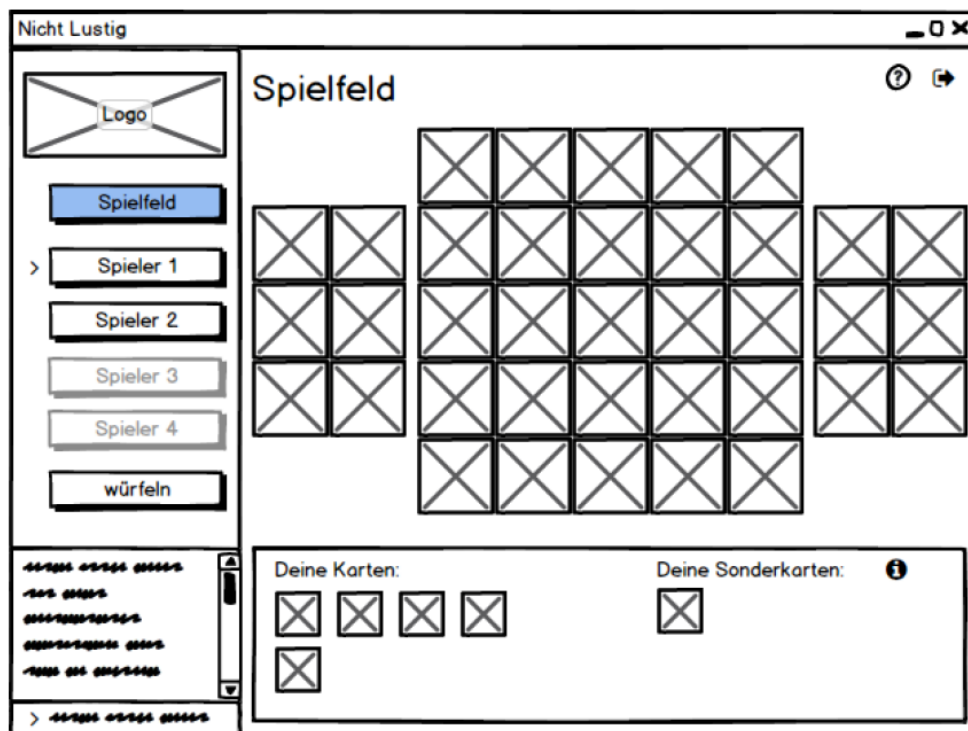 Nicht Lustig
Logo
Spielfeld
Spielfeld
Spieler 1
Spieler 2
Spieler 3
Spieler 4
würfeln
Deine Karten:
Deine Sonderkarten: